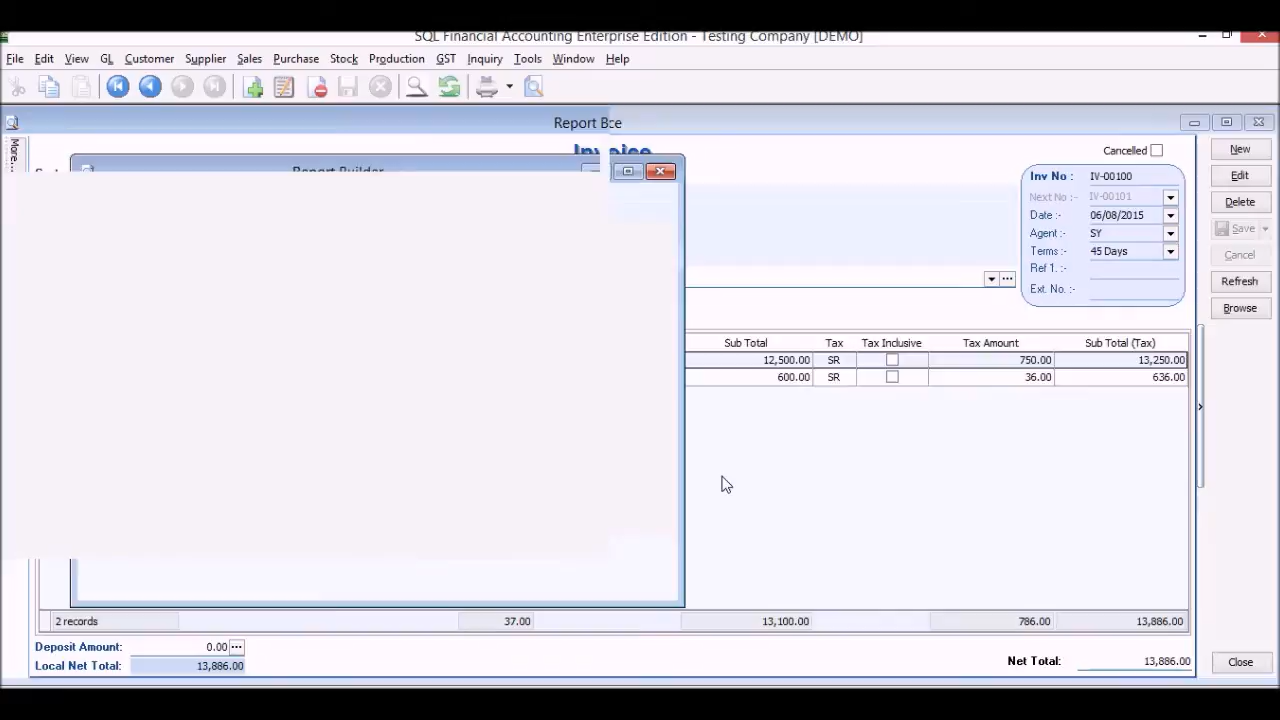 SQL Financial Accounting Enterprise Edition - Testing Company [DEMO]
File Edit View GL Customer Supplier Sales Purchase Stock Production GST Inquiry Tools Window Help
Report
Invoice
Cancelled
New
More...
Report Builder
Inv No : IV-00100
Edit
Next No :- IV-00101
Delete
Date :- 06/08/2015
Save
Agent :- SY
Terms :- 45 Days
Cancel
Ref 1. :-
Refresh
Ext. No. :-
Browse
Sub Total Tax Tax Inclusive Tax Amount Sub Total (Tax)
12,500.00 SR 750.00 13,250.00
600.00 SR 36.00 636.00
2 records 37.00 13,100.00 786.00 13,886.00
Deposit Amount: 0.00
Local Net Total: 13,886.00
Net Total: 13,886.00
Close